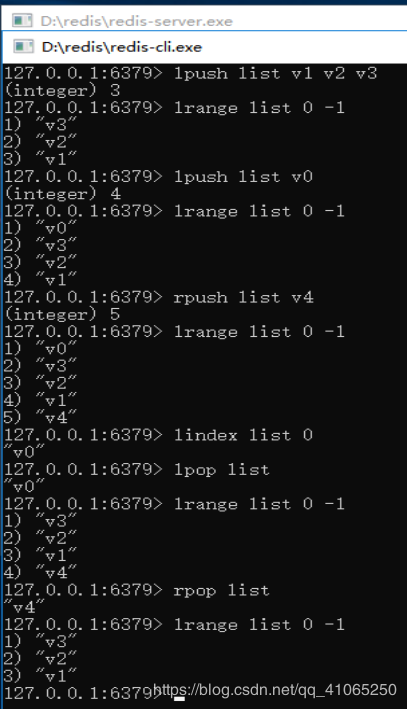 D:\redis\redis-server.exe
D:\redis\redis-cli.exe
127.0.0.1:6379> lpush list v1 v2 v3
(integer) 3
127.0.0.1:6379> lrange list 0 -1
1) "v3"
2) "v2"
3) "v1"
127.0.0.1:6379> lpush list v0
(integer) 4
127.0.0.1:6379> lrange list 0 -1
1) "v0"
2) "v3"
3) "v2"
4) "v1"
127.0.0.1:6379> rpush list v4
(integer) 5
127.0.0.1:6379> lrange list 0 -1
1) "v0"
2) "v3"
3) "v2"
4) "v1"
5) "v4"
127.0.0.1:6379> lindex list 0
"v0"
127.0.0.1:6379> lpop list
"v0"
127.0.0.1:6379> lrange list 0 -1
1) "v3"
2) "v2"
3) "v1"
4) "v4"
127.0.0.1:6379> rpop list
"v4"
127.0.0.1:6379> lrange list 0 -1
1) "v3"
2) "v2"
3) "v1"
127.0.0.1:6379>
https://blog.csdn.net/qq_41065250